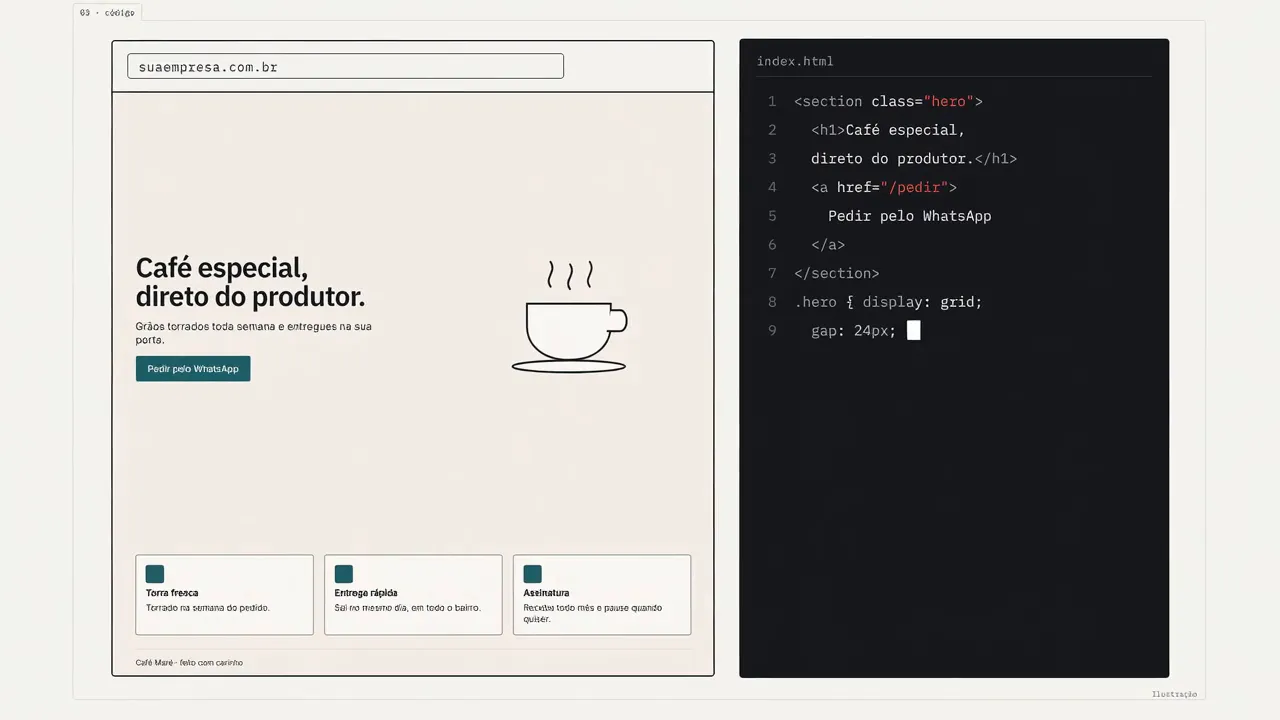 03 · código
suaempresa.com.br
Café especial,
direto do produtor.
Grãos torrados toda semana e entregues na sua
porta.
Pedir pelo WhatsApp
Torra fresca
Torrado na semana do pedido.
Entrega rápida
Sai no mesmo dia, em todo o bairro.
Assinatura
Receba todo mês e pause quando
quiser.
Café Maré · feito com carinho
index.html
1 <section class="hero">
2 <h1>Café especial,
3 direto do produtor.</h1>
4 <a href="/pedir">
5 Pedir pelo WhatsApp
6 </a>
7 </section>
8 .hero { display: grid;
9 gap: 24px;
Ilustração